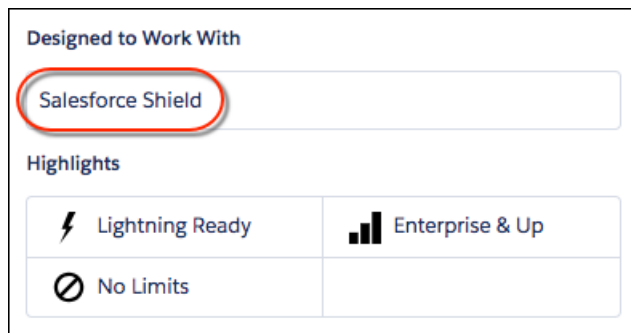 Designed to Work With
Salesforce Shield
Highlights
Lightning Ready
Enterprise & Up
No Limits